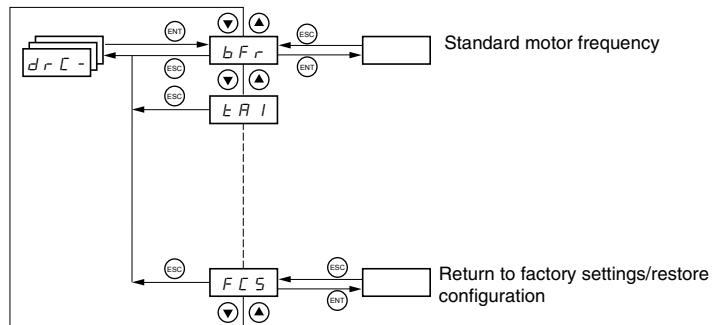 ENT
ESC
drC-
bFr
ESC
ENT
Standard motor frequency
ESC
tAI
ESC
FCS
ESC
ENT
Return to factory settings/restore
configuration